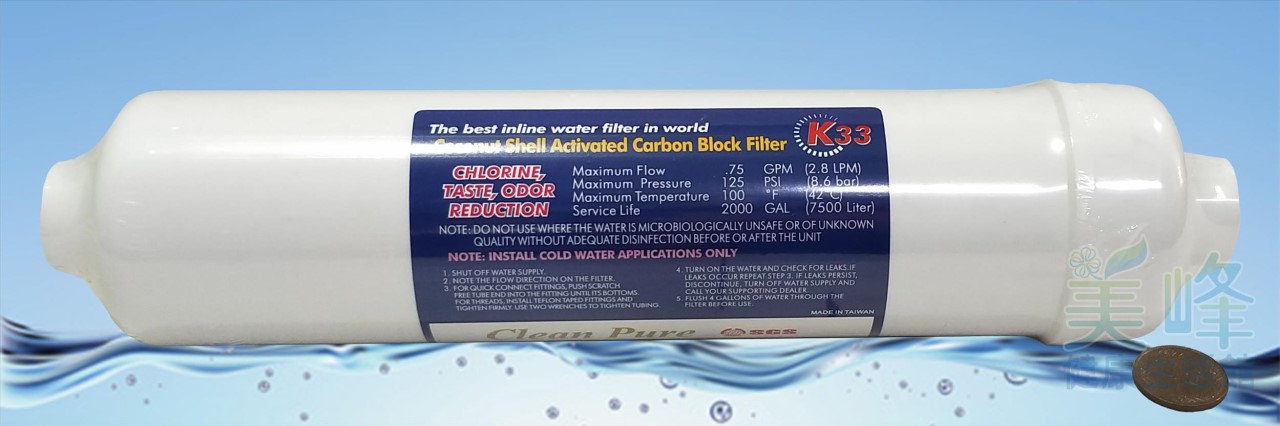 The best inline water filter in world
Coconut Shell Activated Carbon Block Filter
K33
CHLORINE,
TASTE, ODOR
REDUCTION
Maximum Flow .75 GPM (2.8 LPM)
Maximum Pressure 125 PSI (8.6 bar)
Maximum Temperature 100 °F (42°C)
Service Life 2000 GAL (7500 Liter)
NOTE: DO NOT USE WHERE THE WATER IS MICROBIOLOGICALLY UNSAFE OR OF UNKNOWN
QUALITY WITHOUT ADEQUATE DISINFECTION BEFORE OR AFTER THE UNIT
NOTE: INSTALL COLD WATER APPLICATIONS ONLY
1. SHUT OFF WATER SUPPLY.
2. NOTE THE FLOW DIRECTION ON THE FILTER.
3. FOR QUICK CONNECT FITTINGS, PUSH SCRATCH
FREE TUBE END INTO THE FITTING UNTIL ITS BOTTOMS.
FOR THREADS, INSTALL TEFLON TAPED FITTINGS AND
TIGHTEN FIRMLY. USE TWO WRENCHES TO TIGHTEN TUBING.
4. TURN ON THE WATER AND CHECK FOR LEAKS. IF
LEAKS OCCUR REPEAT STEP 3. IF LEAKS PERSIST,
DISCONTINUE, TURN OFF WATER SUPPLY AND
CALL YOUR SUPPORTING DEALER.
5. FLUSH 4 GALLONS OF WATER THROUGH THE
FILTER BEFORE USE.
MADE IN TAIWAN
Clean Pure
SGS
美峰
健康生活館